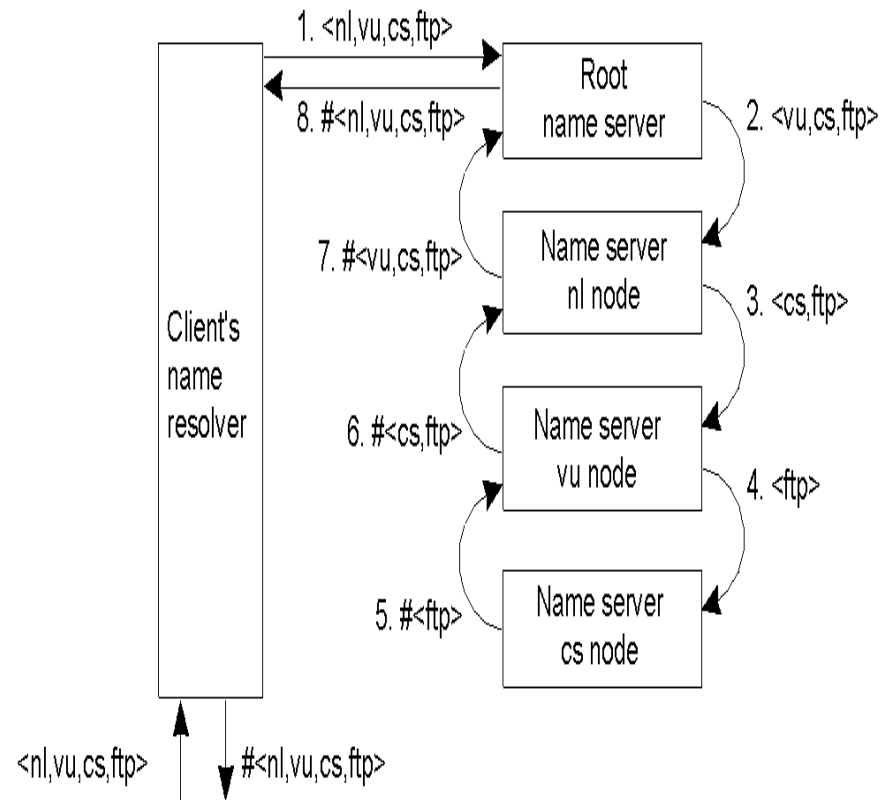 1. <nl,vu,cs,ftp>
8. #<nl,vu,cs,ftp>
Root
name server
2. <vu,cs,ftp>
7. #<vu,cs,ftp>
Name server
nl node
3. <cs,ftp>
Client's
name
resolver
6. #<cs,ftp>
Name server
vu node
4. <ftp>
5. #<ftp>
Name server
cs node
<nl,vu,cs,ftp>
#<nl,vu,cs,ftp>